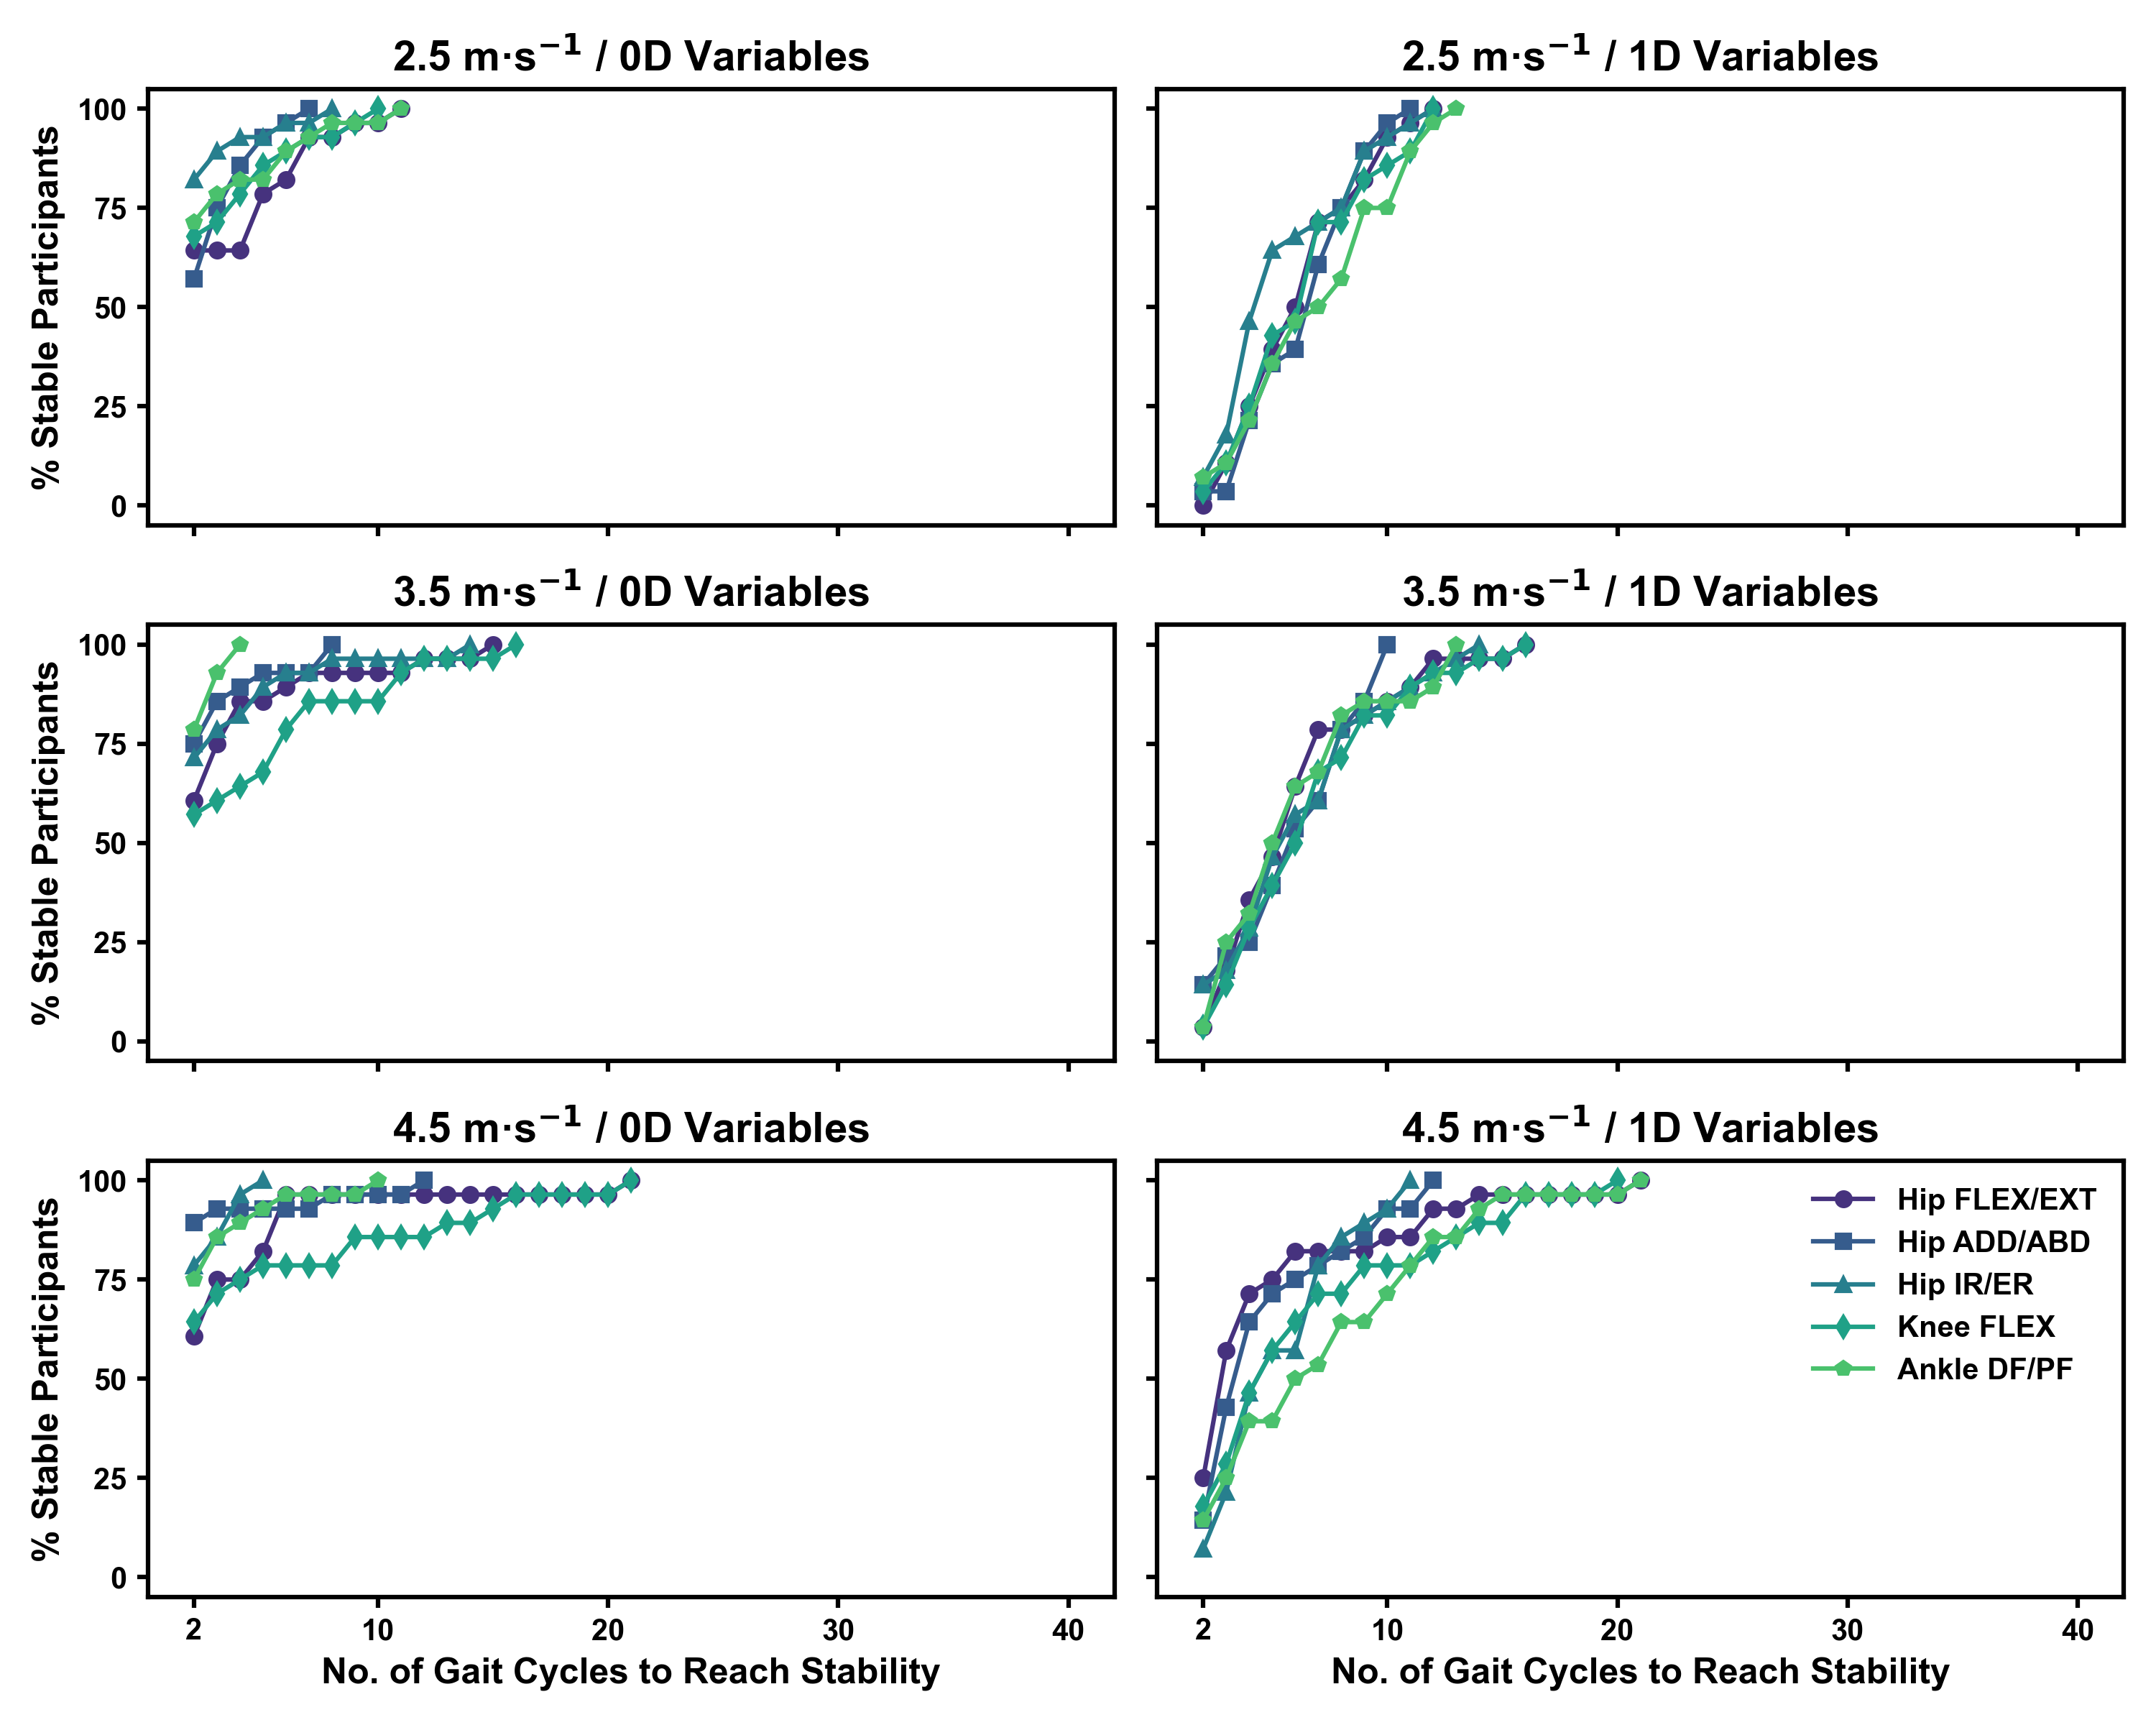 2.5 m·s⁻¹ / 0D Variables
2.5 m·s⁻¹ / 1D Variables
% Stable Participants
100
75
50
25
0
3.5 m·s⁻¹ / 0D Variables
3.5 m·s⁻¹ / 1D Variables
% Stable Participants
100
75
50
25
0
4.5 m·s⁻¹ / 0D Variables
4.5 m·s⁻¹ / 1D Variables
% Stable Participants
100
75
50
25
0
Hip FLEX/EXT
Hip ADD/ABD
Hip IR/ER
Knee FLEX
Ankle DF/PF
2 10 20 30 40
2 10 20 30 40
No. of Gait Cycles to Reach Stability
No. of Gait Cycles to Reach Stability